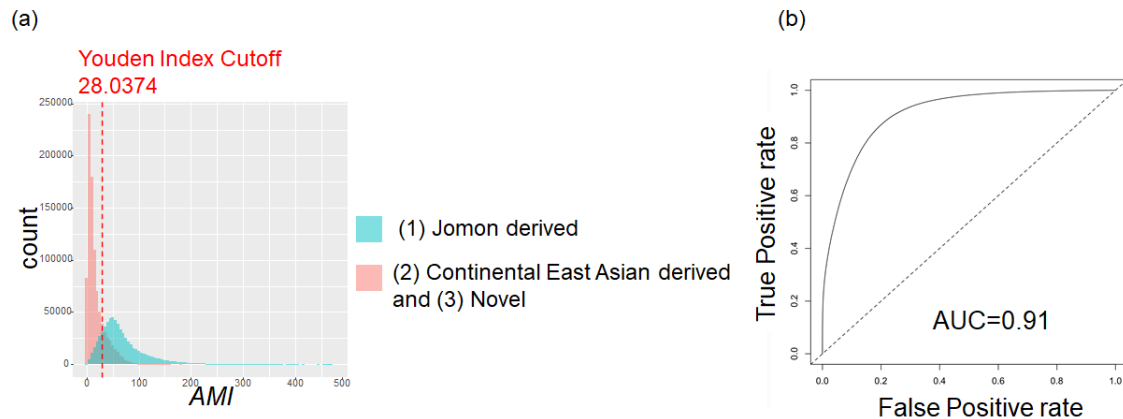 (a)
Youden Index Cutoff
28.0374
250000
200000
150000
100000
50000
0
count
0
100
200
300
400
500
AMI
(1) Jomon derived
(2) Continental East Asian derived
and (3) Novel
(b)
1.0
0.8
0.6
0.4
0.2
0.0
True Positive rate
AUC=0.91
0.0
0.2
0.4
0.6
0.8
1.0
False Positive rate